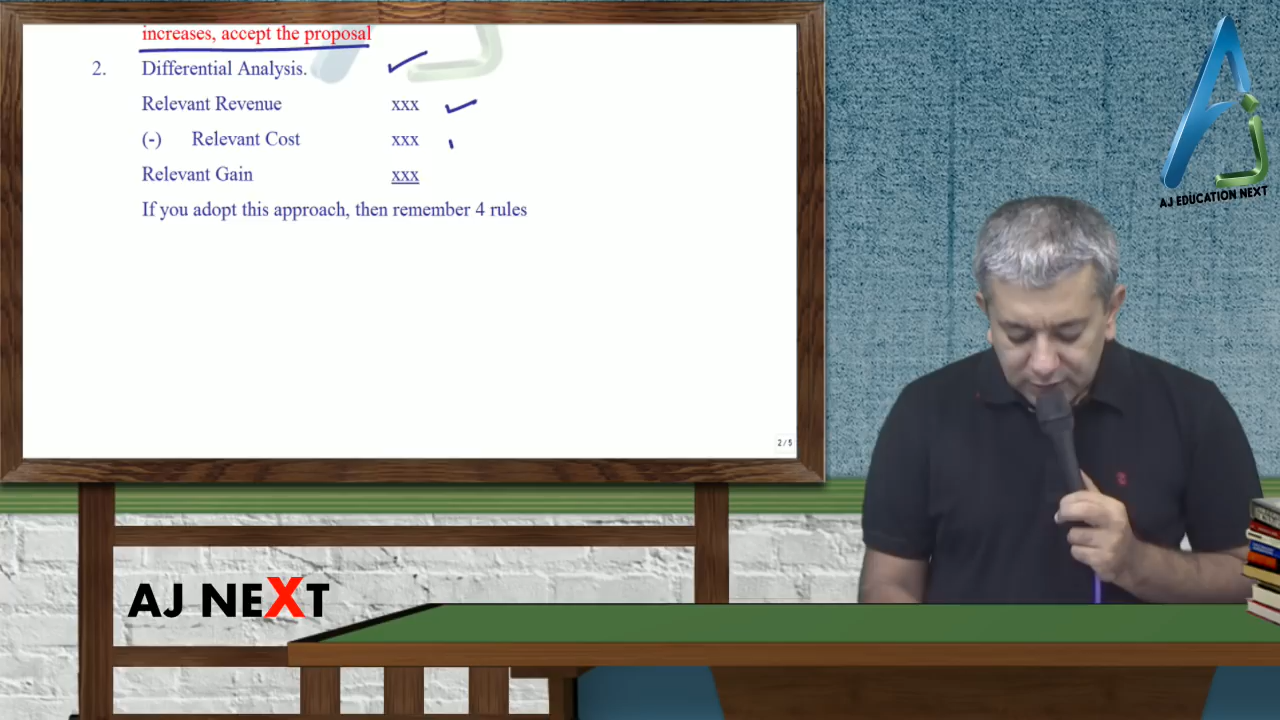 increases, accept the proposal
2. Differential Analysis.
Relevant Revenue xxx
(-) Relevant Cost xxx
Relevant Gain xxx
If you adopt this approach, then remember 4 rules
2 / 5
AJ EDUCATION NEXT
AJ NEXT